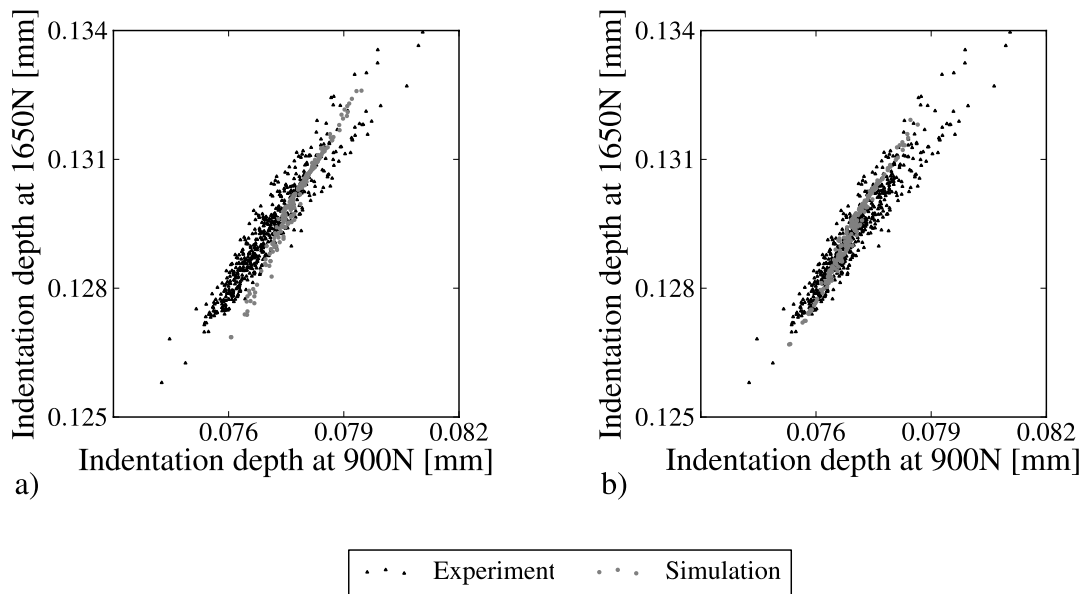 Indentation depth at 1650N [mm]
0.134
0.131
0.128
0.125
0.076 0.079 0.082
Indentation depth at 900N [mm]
a)
Indentation depth at 1650N [mm]
0.134
0.131
0.128
0.125
0.076 0.079 0.082
Indentation depth at 900N [mm]
b)
Experiment Simulation